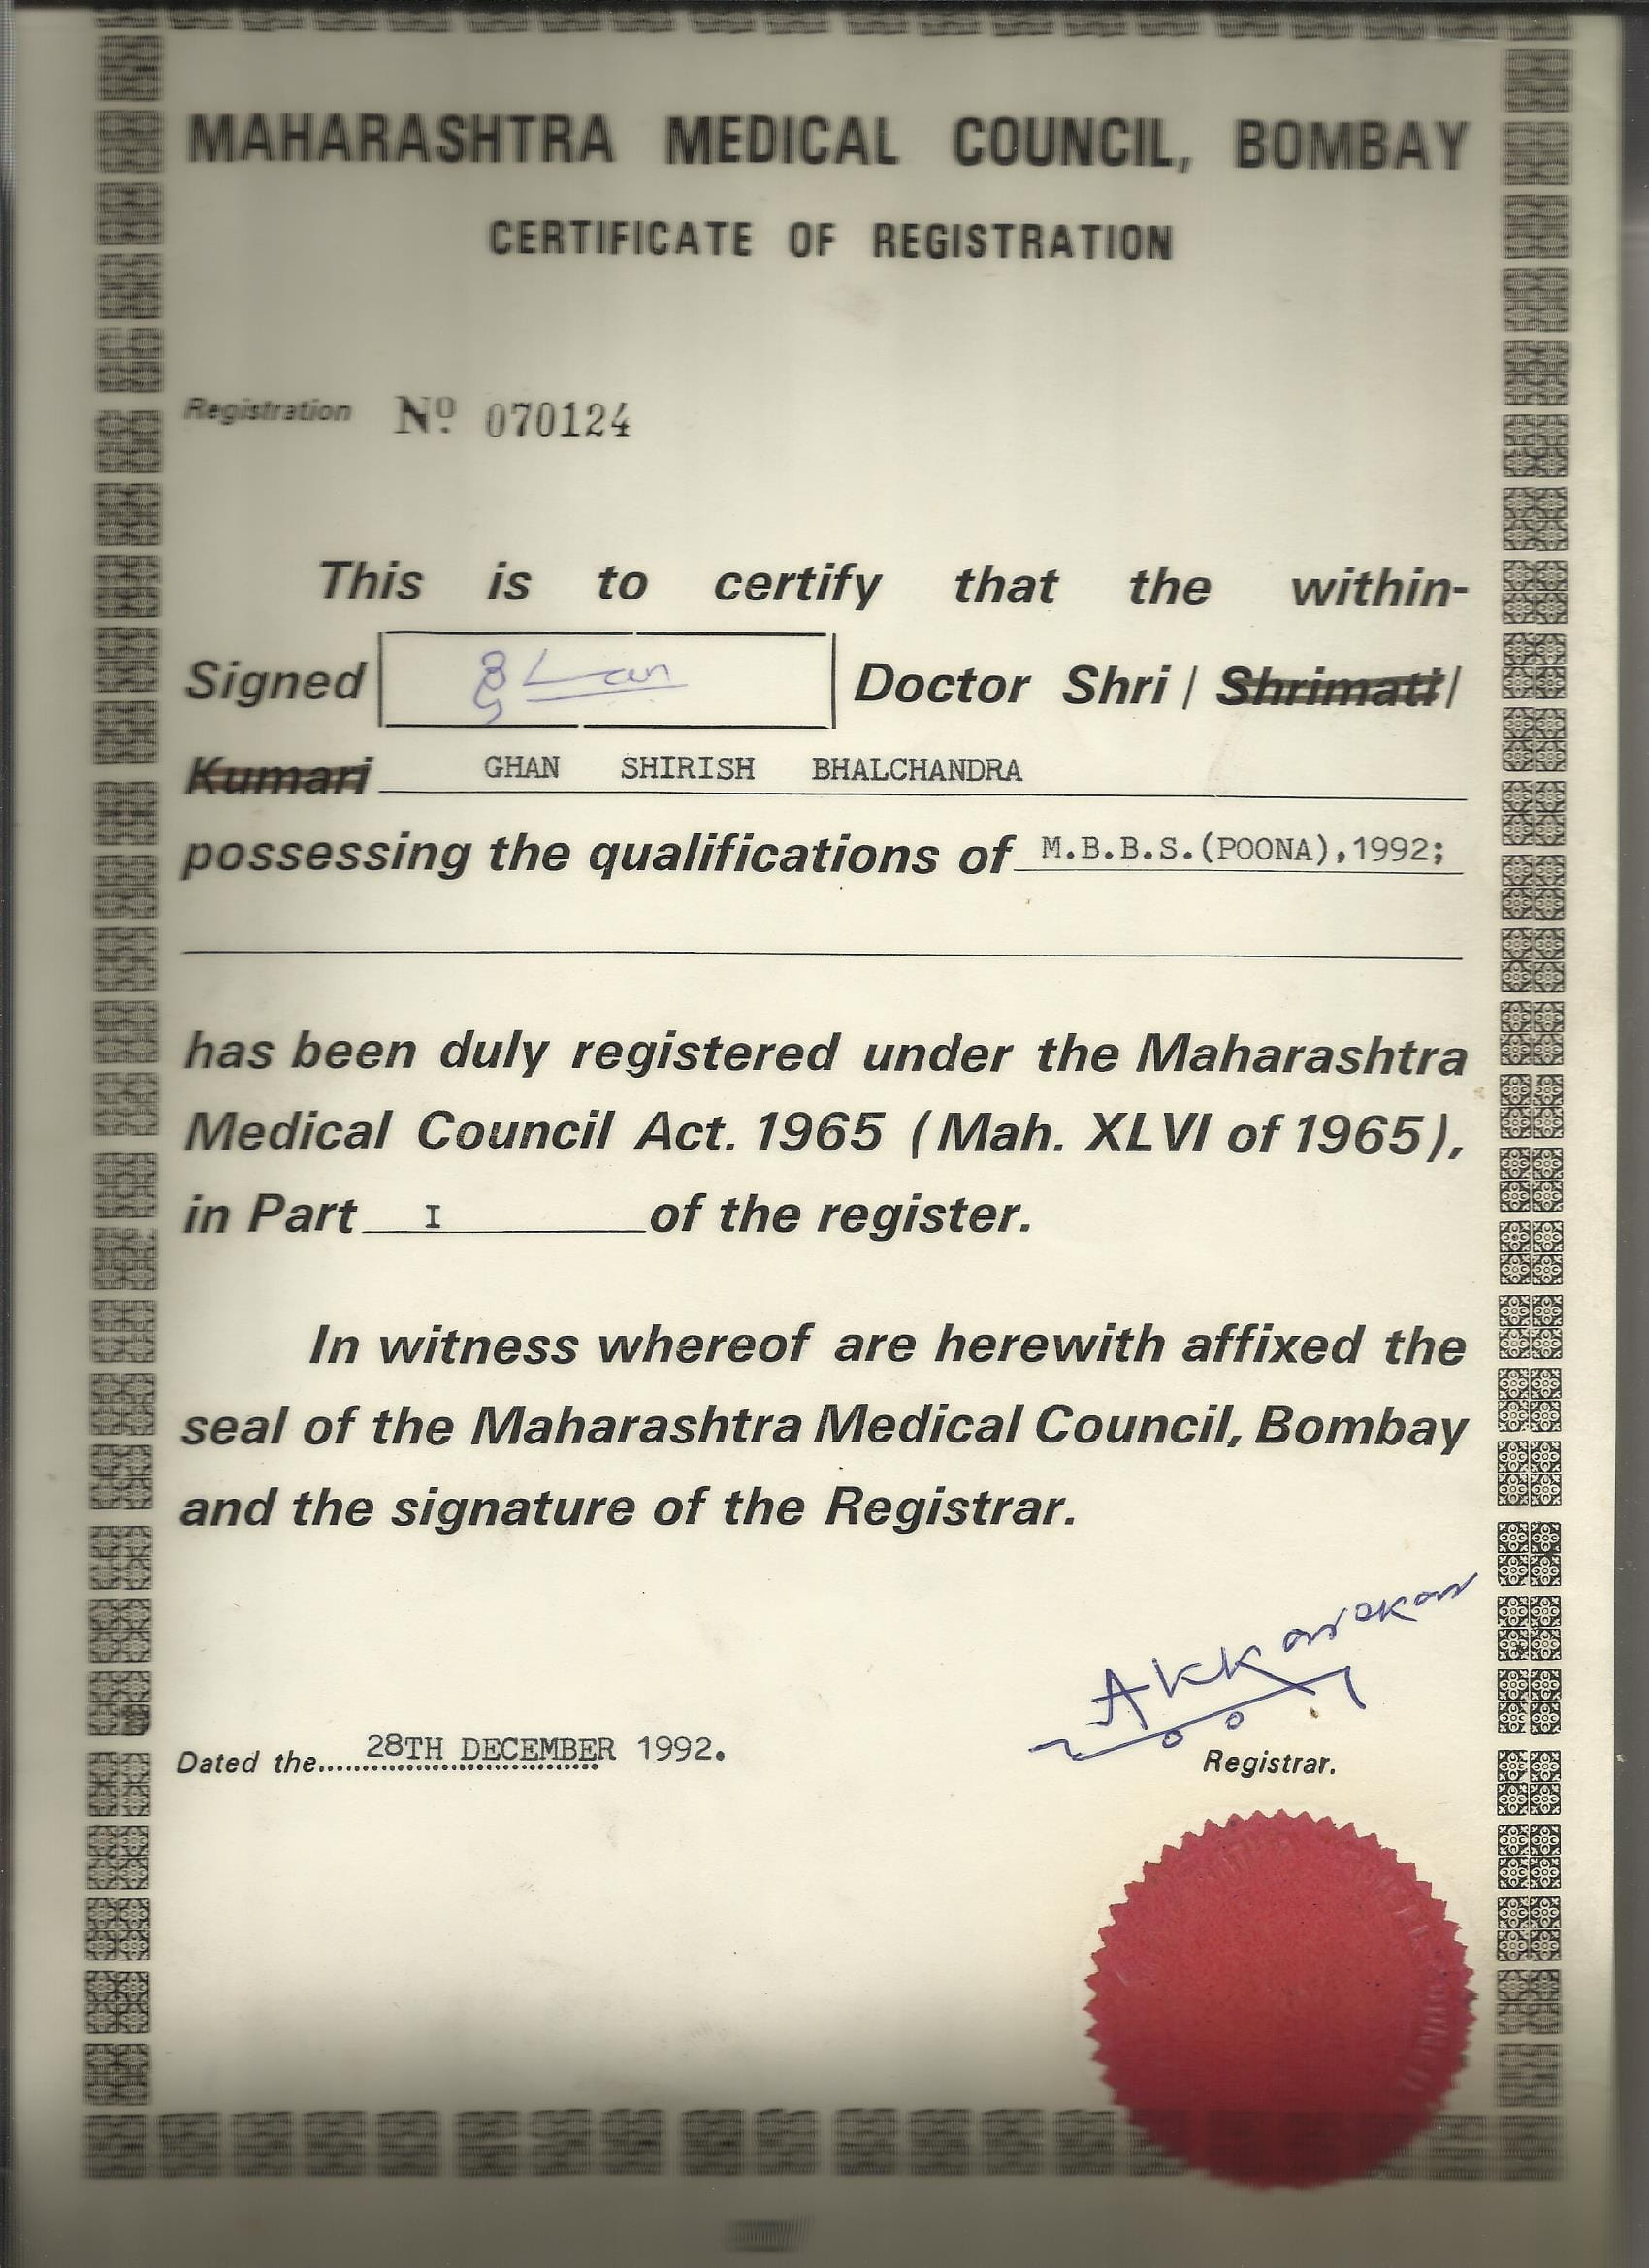 MAHARASHTRA MEDICAL COUNCIL, BOMBAY
CERTIFICATE OF REGISTRATION
Registration Nº 070124
This is to certify that the within-
Signed Doctor Shri / Shrimati /
Kumari GHAN SHIRISH BHALCHANDRA
possessing the qualifications of M.B.B.S.(POONA),1992;
has been duly registered under the Maharashtra
Medical Council Act. 1965 (Mah. XLVI of 1965),
in Part I of the register.
In witness whereof are herewith affixed the
seal of the Maharashtra Medical Council, Bombay
and the signature of the Registrar.
Dated the 28TH DECEMBER 1992.
Registrar.